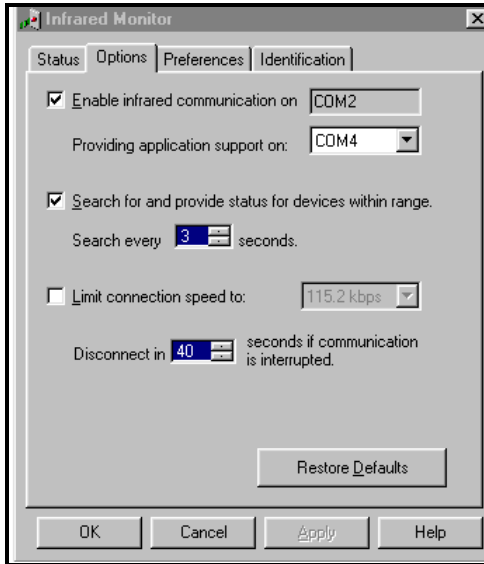 Infrared Monitor
Status Options Preferences Identification
Enable infrared communication on COM2
Providing application support on: COM4
Search for and provide status for devices within range.
Search every 3 seconds.
Limit connection speed to: 115.2 kbps
Disconnect in 40 seconds if communication
is interrupted.
Restore Defaults
OK Cancel Apply Help